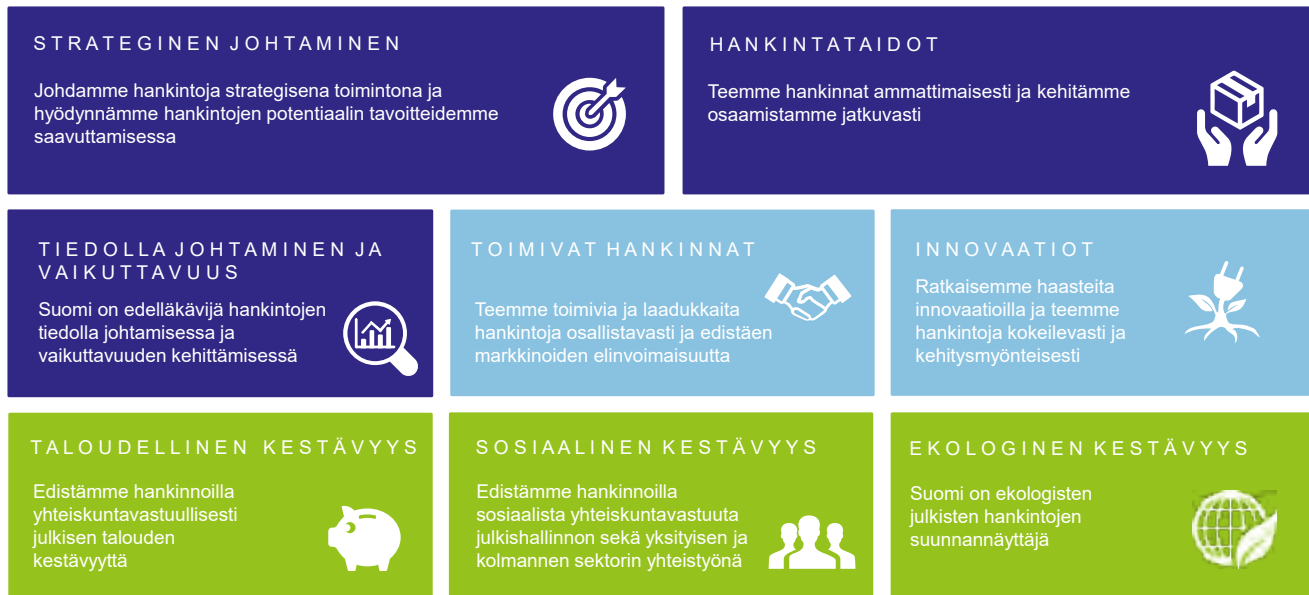 STRATEGINEN JOHTAMINEN
Johdamme hankintoja strategisena toimintona ja
hyödynnämme hankintojen potentiaalin tavoitteidemme
saavuttamisessa
HANKINTATAIDOT
Teemme hankinnat ammattimaisesti ja kehitämme
osaamistamme jatkuvasti
TIEDOLLA JOHTAMINEN JA
VAIKUTTAVUUS
Suomi on edelläkävijä hankintojen
tiedolla johtamisessa ja
vaikuttavuuden kehittämisessä
TOIMIVAT HANKINNAT
Teemme toimivia ja laadukkaita
hankintoja osallistavasti ja edistäen
markkinoiden elinvoimaisuutta
INNOVAATIOT
Ratkaisemme haasteita
innovaatioilla ja teemme
hankintoja kokeilevasti ja
kehitysmyönteisesti
TALOUDELLINEN KESTÄVYYS
Edistämme hankinnoilla
yhteiskuntavastuullisesti
julkisen talouden
kestävyyttä
SOSIAALINEN KESTÄVYYS
Edistämme hankinnoilla
sosiaalista yhteiskuntavastuuta
julkishallinnon sekä yksityisen ja
kolmannen sektorin yhteistyönä
EKOLOGINEN KESTÄVYYS
Suomi on ekologisten
julkisten hankintojen
suunnannäyttäjä